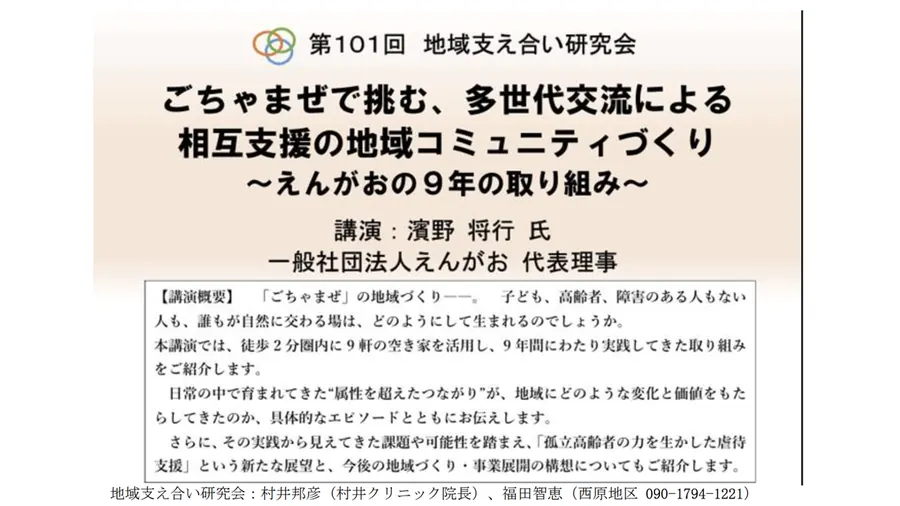 第101回 地域支え合い研究会
ごちゃまぜで挑む、多世代交流による
相互支援の地域コミュニティづくり
~えんがおの9年の取り組み~
講演：濱野 将行 氏
一般社団法人えんがお 代表理事
【講演概要】 「ごちゃまぜ」の地域づくり――。 子ども、高齢者、障害のある人もない
人も、誰もが自然に交わる場は、どのようにして生まれるのでしょうか。
本講演では、徒歩2分圏内に9軒の空き家を活用し、9年間にわたり実践してきた取り組み
をご紹介します。
日常の中で育まれてきた“属性を超えたつながり”が、地域にどのような変化と価値をもた
らしてきたのか、具体的なエピソードとともにお伝えします。
さらに、その実践から見えてきた課題や可能性を踏まえ、「孤立高齢者の力を生かした虐待
支援」という新たな展望と、今後の地域づくり・事業展開の構想についてもご紹介します。
地域支え合い研究会：村井邦彦（村井クリニック院長）、福田智恵（西原地区 090-1794-1221）